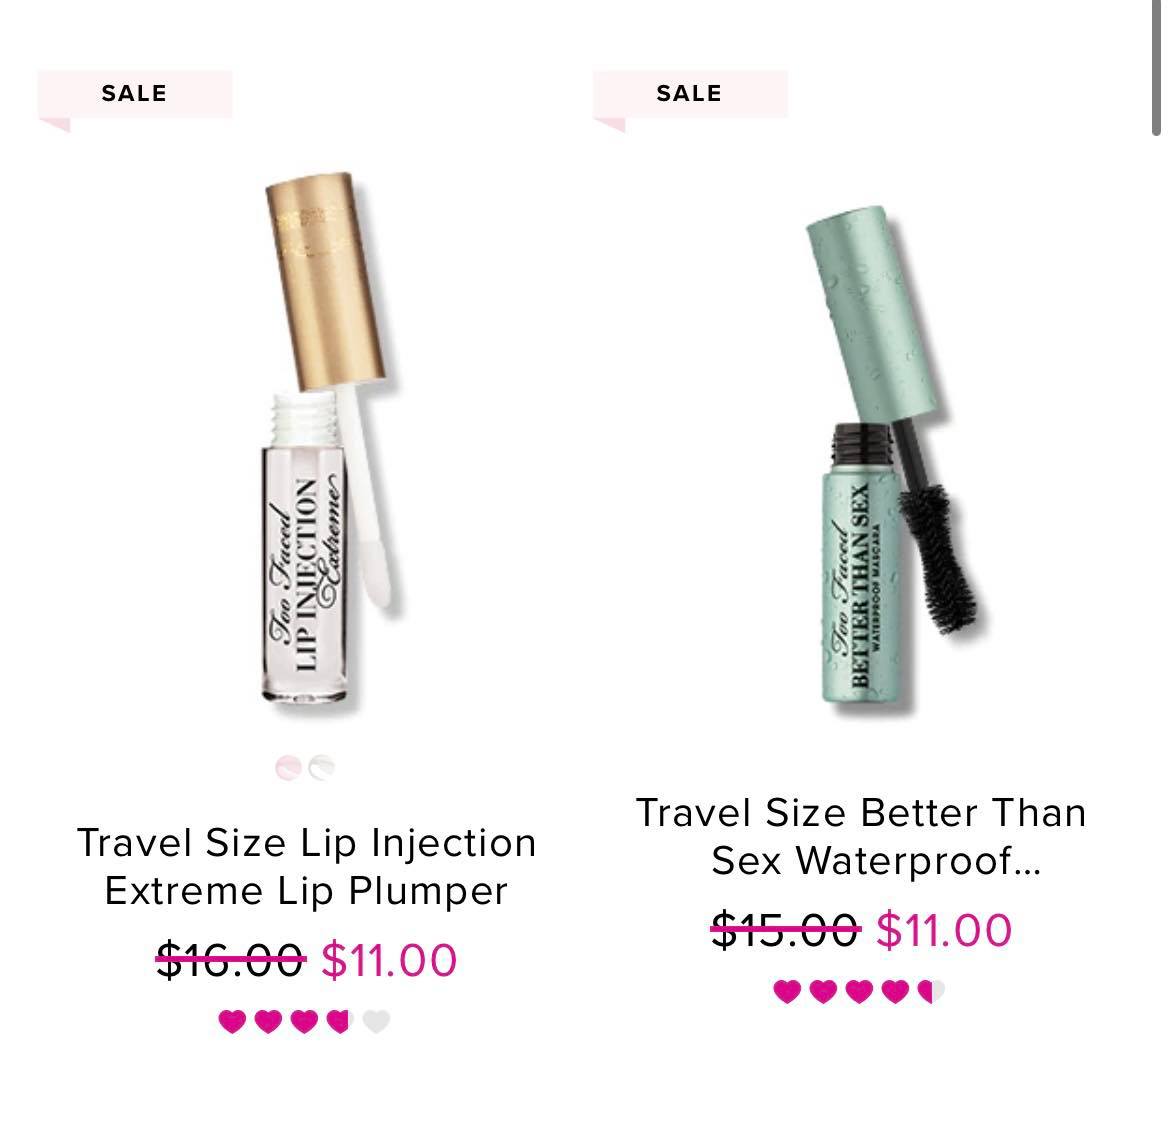 SALE
Too Faced
LIP INJECTION
Extreme
Travel Size Lip Injection
Extreme Lip Plumper
$16.00 $11.00
SALE
Too Faced
BETTER THAN SEX
WATERPROOF MASCARA
Travel Size Better Than
Sex Waterproof...
$15.00 $11.00